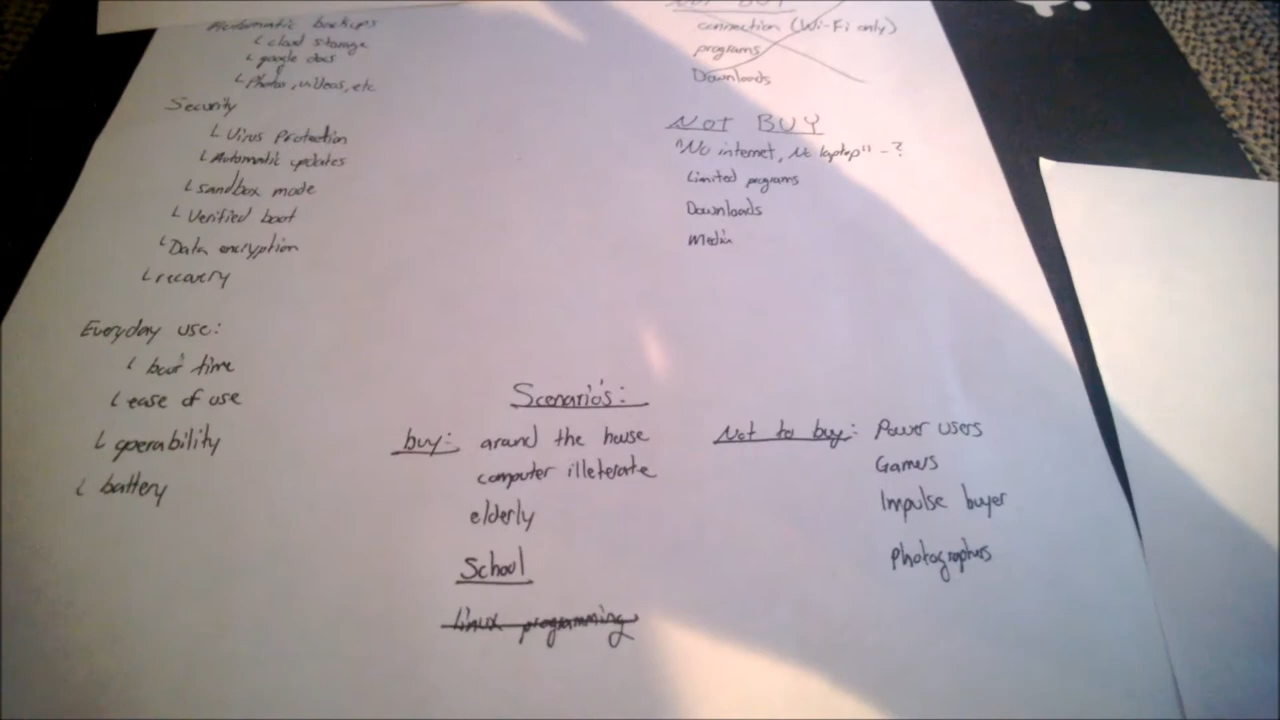 Automatic backups
└ cloud storage
└ google docs
└ Photos, videos, etc
Security
└ Virus Protection
└ Automatic updates
└ sandbox mode
└ Verified boot
└ Data encryption
└ recovery
Everyday use:
└ boot time
└ ease of use
└ operability
└ battery
NOT BUY
connection (Wi-Fi only)
programs
Downloads
NOT BUY
"No internet, No laptop" - ?
Limited programs
Downloads
Media
Scenario's:
buy: around the house
computer illeterate
elderly
School
Linux programming
Not to buy: Power users
Gamers
Impulse buyer
Photographers